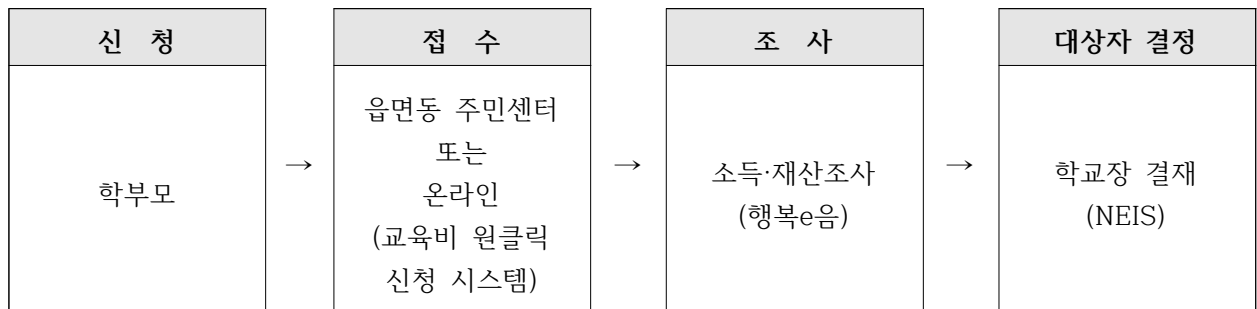 신 청
학부모
→
접 수
읍면동 주민센터
또는
온라인
(교육비 원클릭
신청 시스템)
→
조 사
소득·재산조사
(행복e음)
→
대상자 결정
학교장 결재
(NEIS)